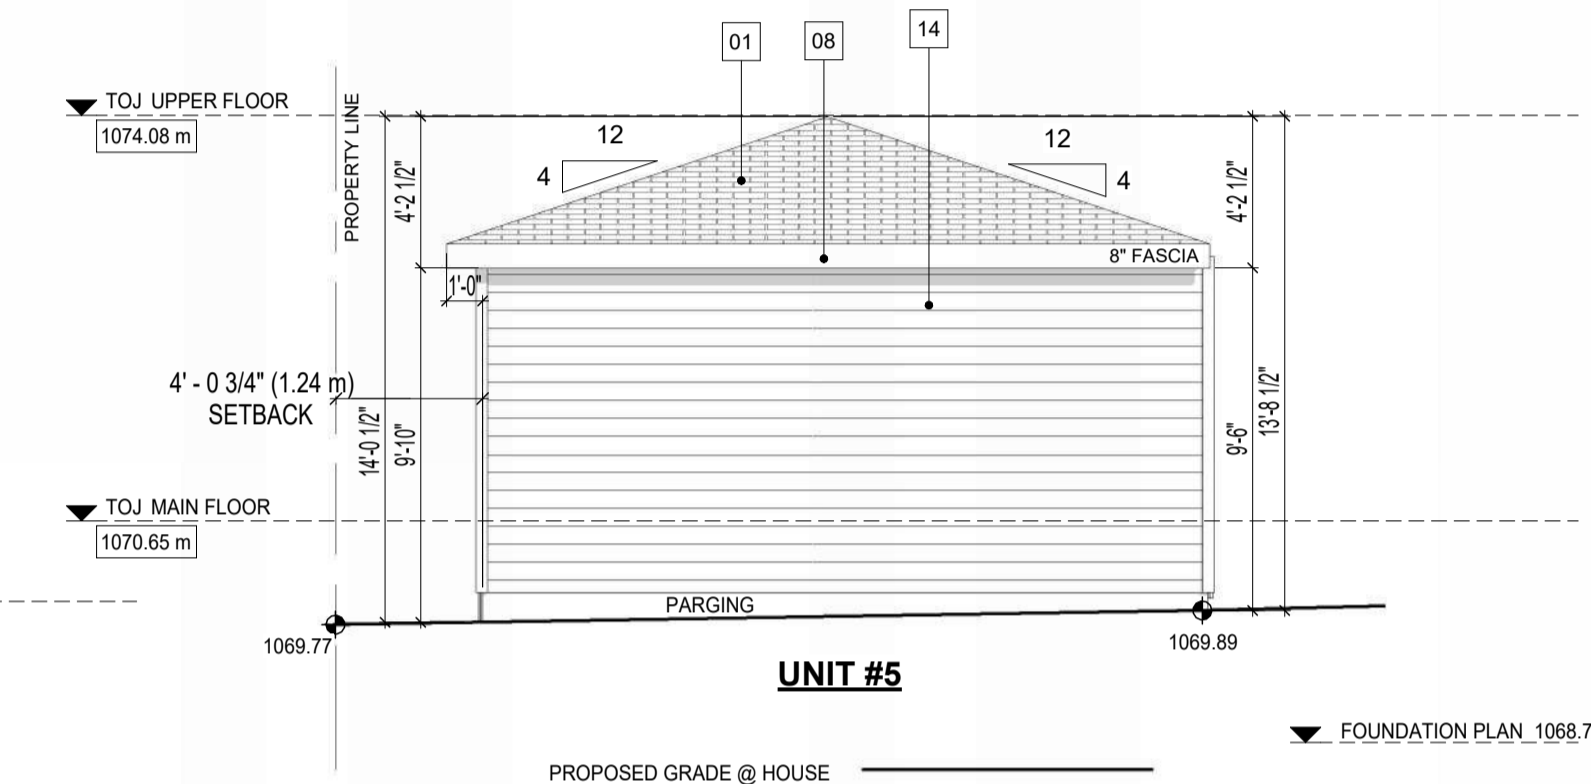 01
08
14
TOJ UPPER FLOOR
1074.08 m
PROPERTY LINE
12
4
12
4
4'-2 1/2"
4'-2 1/2"
8" FASCIA
1'-0"
4' - 0 3/4" (1.24 m)
SETBACK
14'-0 1/2"
9'-10"
9'-6"
13'-8 1/2"
TOJ MAIN FLOOR
1070.65 m
PARGING
1069.77
1069.89
UNIT #5
FOUNDATION PLAN 1068.7
PROPOSED GRADE @ HOUSE